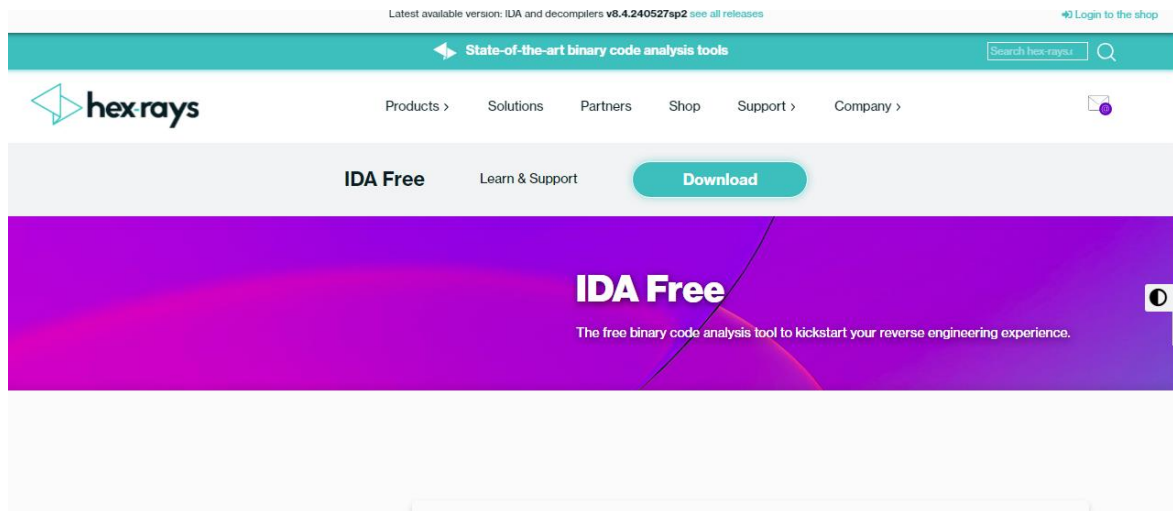 Latest available version: IDA and decompilers v8.4.240527sp2 see all releases
Login to the shop
State-of-the-art binary code analysis tools
Search hex-rays.c
hex-rays
Products >
Solutions
Partners
Shop
Support >
Company >
IDA Free
Learn & Support
Download
IDA Free
The free binary code analysis tool to kickstart your reverse engineering experience.